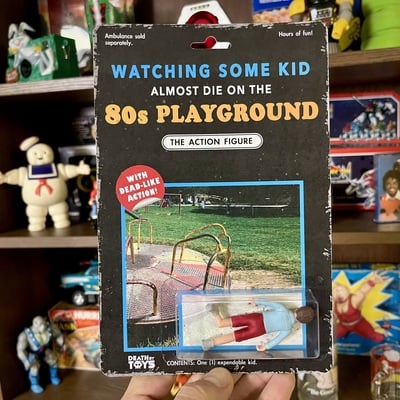 Ambulance sold
separately.
Hours of fun!
WATCHING SOME KID
ALMOST DIE ON THE
80s PLAYGROUND
THE ACTION FIGURE
WITH
DEAD-LIKE
ACTION!
DEATH BY
TOYS
CONTENTS: One (1) expendable kid.